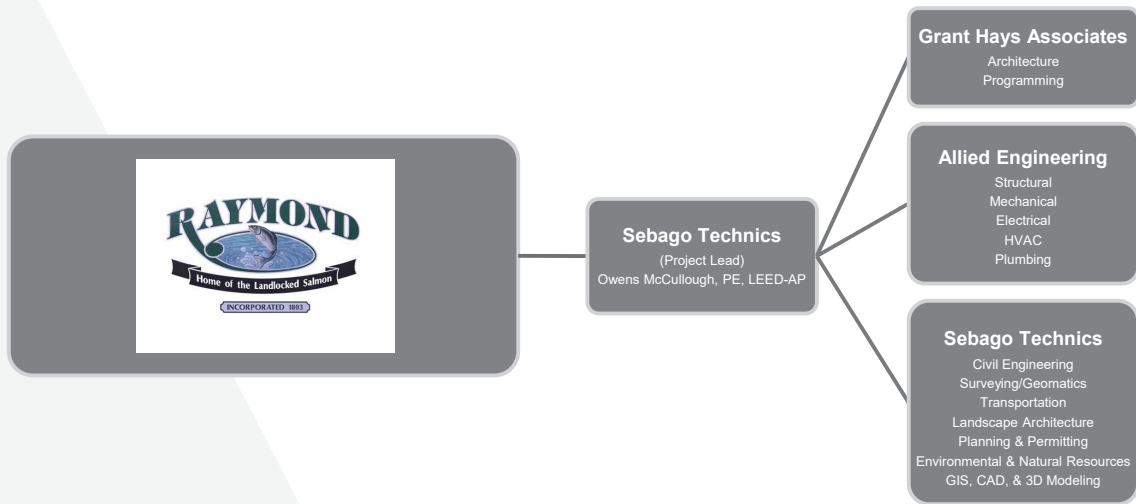 RAYMOND
Home of the Landlocked Salmon
INCORPORATED 1803
Sebago Technics
(Project Lead)
Owens McCullough, PE, LEED-AP
Grant Hays Associates
Architecture
Programming
Allied Engineering
Structural
Mechanical
Electrical
HVAC
Plumbing
Sebago Technics
Civil Engineering
Surveying/Geomatics
Transportation
Landscape Architecture
Planning & Permitting
Environmental & Natural Resources
GIS, CAD, & 3D Modeling